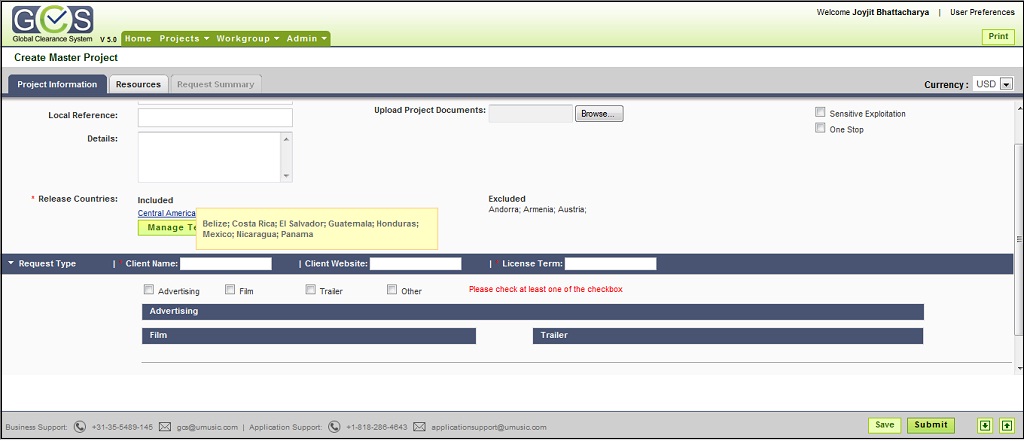 Welcome Joyjit Bhattacharya | User Preferences
GCS
Global Clearance System V 5.0 Home Projects Workgroup Admin
Print
Create Master Project
Project Information Resources Request Summary Currency : USD
Local Reference: Upload Project Documents: Browse... Sensitive Exploitation
One Stop
Details:
* Release Countries: Included Excluded
Central America Andorra; Armenia; Austria;
Manage Te
Belize; Costa Rica; El Salvador; Guatemala; Honduras;
Mexico; Nicaragua; Panama
Request Type | * Client Name: | Client Website: | * License Term:
Advertising Film Trailer Other Please check at least one of the checkbox
Advertising
Film Trailer
Business Support: +31-35-5489-146 gcs@umusic.com | Application Support: +1-818-286-4643 applicationsupport@umusic.com Save Submit